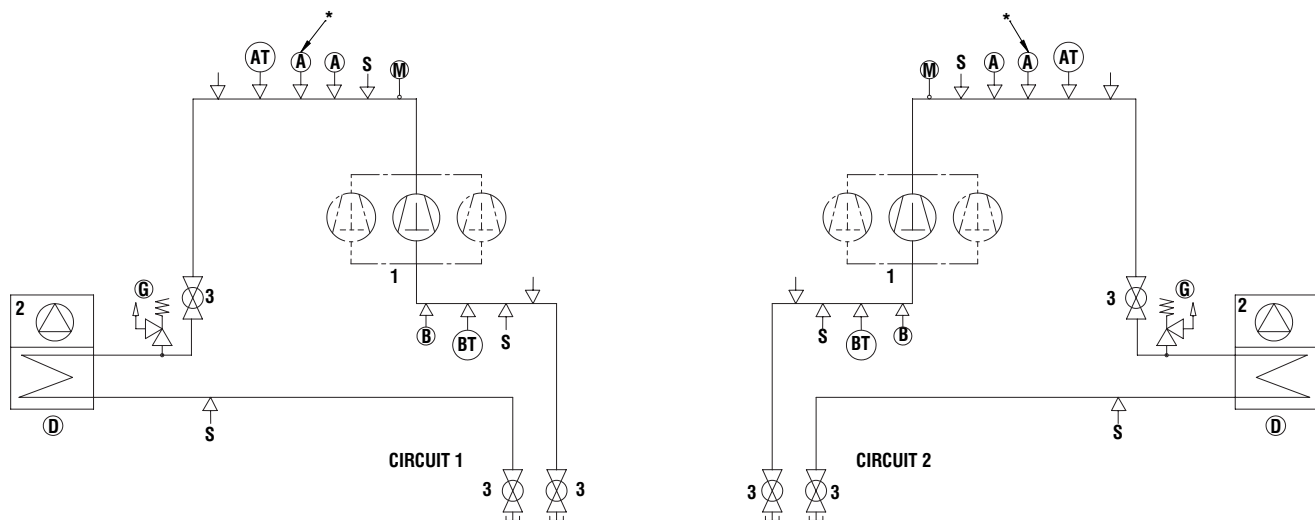 * *
AT A A S M M S A A AT
1 1
G 3 3 G
2 2
B BT S S BT B
D S S D
CIRCUIT 1 CIRCUIT 2
3 3 3 3